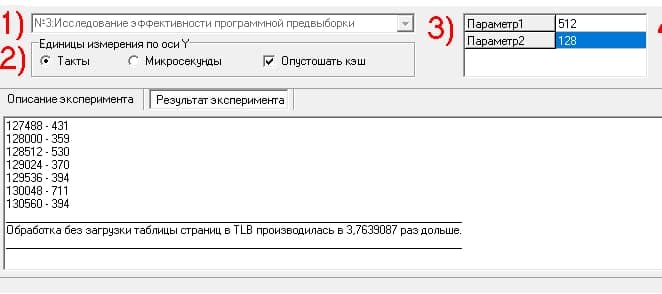 1) №3:Исследование эффективности программной предвыборки
Единицы измерения по оси Y
2) Такты Микросекунды Опустошать кэш
3) Параметр1 512
Параметр2 128
Описание эксперимента Результат эксперимента
127488 - 431
128000 - 359
128512 - 530
129024 - 370
129536 - 394
130048 - 711
130560 - 394
Обработка без загрузки таблицы страниц в TLB производилась в 3,7639087 раз дольше.